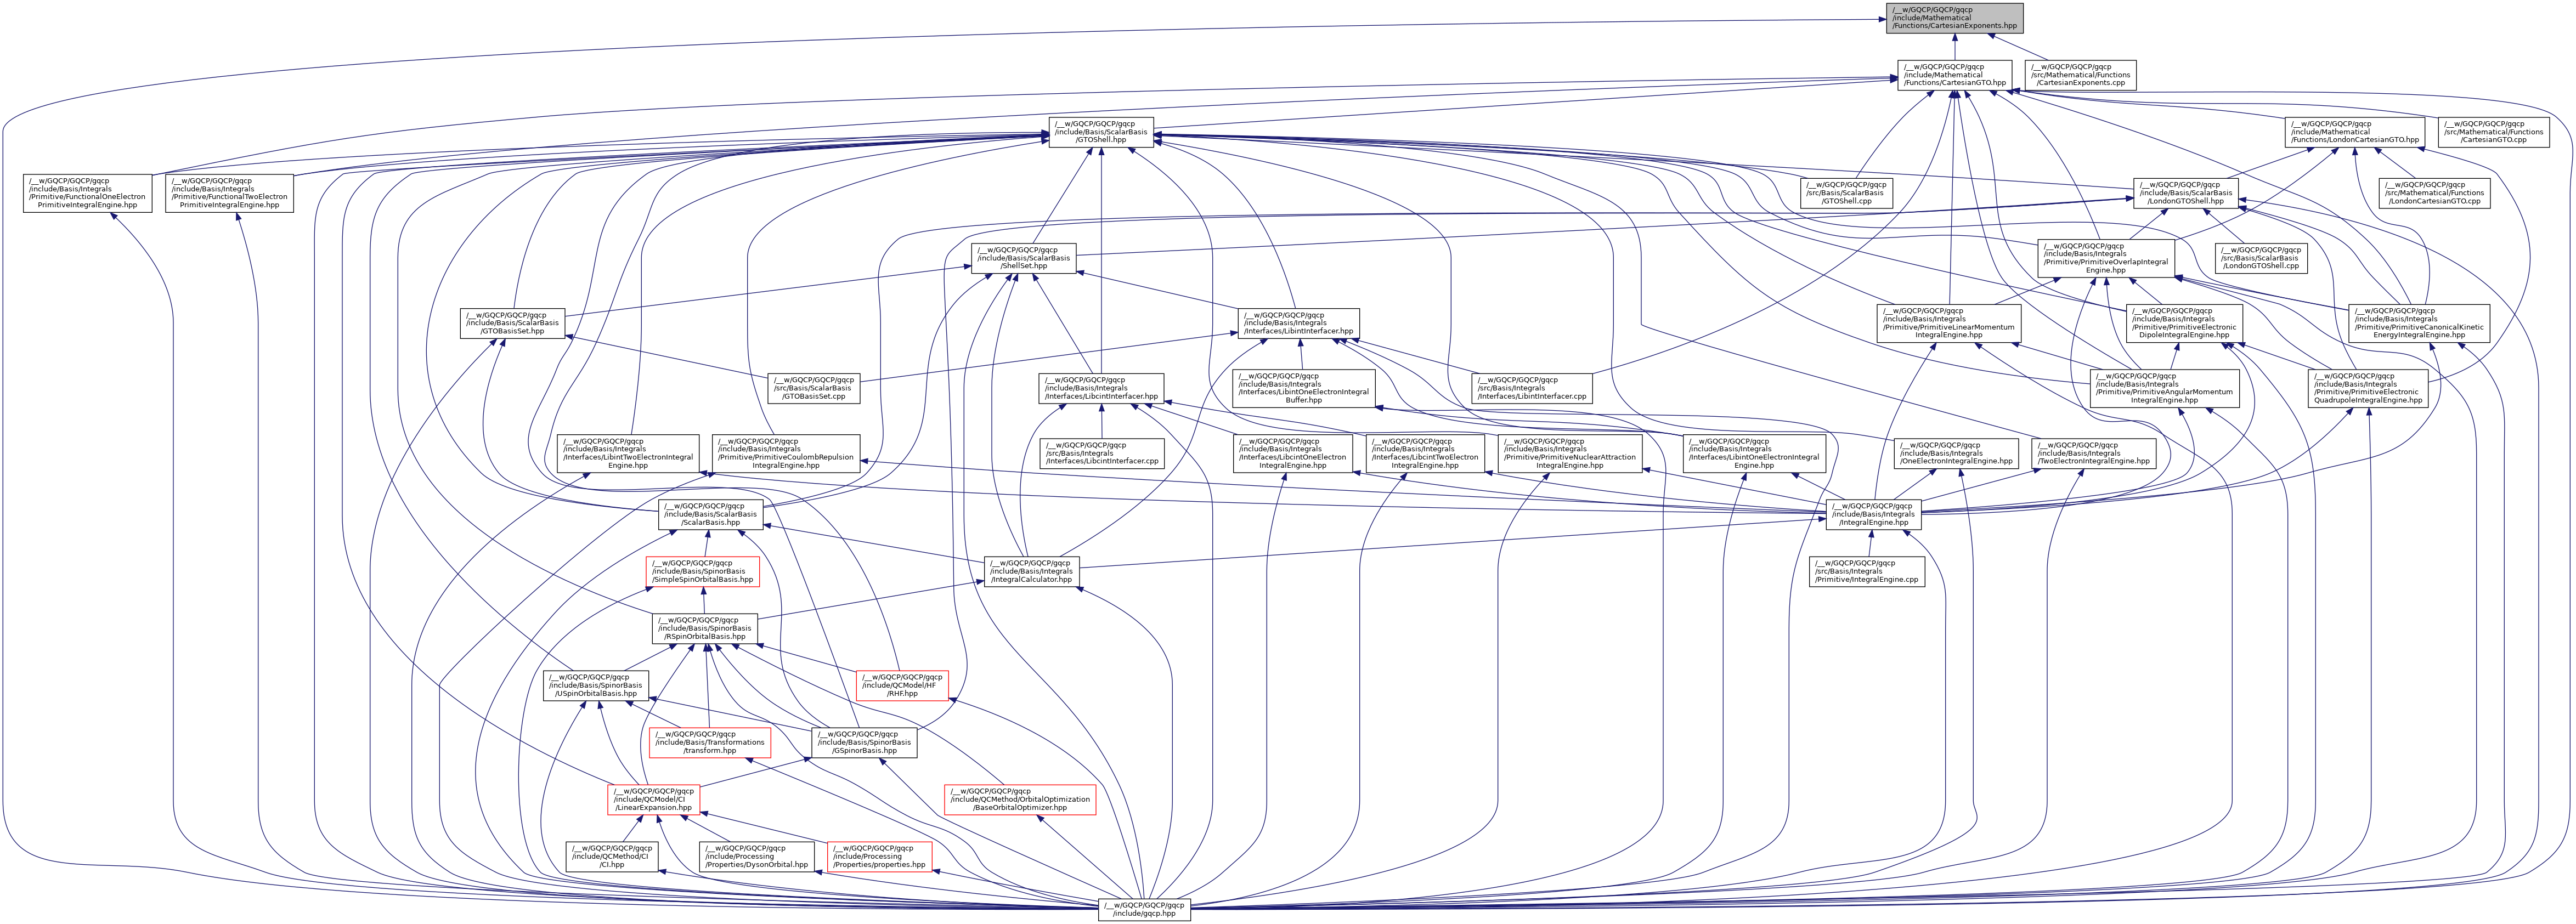 /__w/GQCP/GQCP/gqcp
/include/Mathematical
/Functions/CartesianExponents.hpp
/__w/GQCP/GQCP/gqcp
/include/Mathematical
/Functions/CartesianGTO.hpp
/__w/GQCP/GQCP/gqcp
/src/Mathematical/Functions
/CartesianExponents.cpp
/__w/GQCP/GQCP/gqcp
/include/Basis/ScalarBasis
/GTOShell.hpp
/__w/GQCP/GQCP/gqcp
/include/Mathematical
/Functions/LondonCartesianGTO.hpp
/__w/GQCP/GQCP/gqcp
/src/Mathematical/Functions
/CartesianGTO.cpp
/__w/GQCP/GQCP/gqcp
/include/Basis/Integrals
/Primitive/FunctionalOneElectron
PrimitiveIntegralEngine.hpp
/__w/GQCP/GQCP/gqcp
/include/Basis/Integrals
/Primitive/FunctionalTwoElectron
PrimitiveIntegralEngine.hpp
/__w/GQCP/GQCP/gqcp
/src/Basis/ScalarBasis
/GTOShell.cpp
/__w/GQCP/GQCP/gqcp
/include/Basis/ScalarBasis
/LondonGTOShell.hpp
/__w/GQCP/GQCP/gqcp
/src/Mathematical/Functions
/LondonCartesianGTO.cpp
/__w/GQCP/GQCP/gqcp
/include/Basis/ScalarBasis
/ShellSet.hpp
/__w/GQCP/GQCP/gqcp
/include/Basis/Integrals
/Primitive/PrimitiveOverlapIntegral
Engine.hpp
/__w/GQCP/GQCP/gqcp
/src/Basis/ScalarBasis
/LondonGTOShell.cpp
/__w/GQCP/GQCP/gqcp
/include/Basis/ScalarBasis
/GTOBasisSet.hpp
/__w/GQCP/GQCP/gqcp
/include/Basis/Integrals
/Interfaces/LibintInterfacer.hpp
/__w/GQCP/GQCP/gqcp
/include/Basis/Integrals
/Primitive/PrimitiveLinearMomentum
IntegralEngine.hpp
/__w/GQCP/GQCP/gqcp
/include/Basis/Integrals
/Primitive/PrimitiveElectronic
DipoleIntegralEngine.hpp
/__w/GQCP/GQCP/gqcp
/include/Basis/Integrals
/Primitive/PrimitiveCanonicalKinetic
EnergyIntegralEngine.hpp
/__w/GQCP/GQCP/gqcp
/src/Basis/ScalarBasis
/GTOBasisSet.cpp
/__w/GQCP/GQCP/gqcp
/include/Basis/Integrals
/Interfaces/LibcintInterfacer.hpp
/__w/GQCP/GQCP/gqcp
/include/Basis/Integrals
/Interfaces/LibintOneElectronIntegral
Buffer.hpp
/__w/GQCP/GQCP/gqcp
/src/Basis/Integrals
/Interfaces/LibintInterfacer.cpp
/__w/GQCP/GQCP/gqcp
/include/Basis/Integrals
/Primitive/PrimitiveAngularMomentum
IntegralEngine.hpp
/__w/GQCP/GQCP/gqcp
/include/Basis/Integrals
/Primitive/PrimitiveElectronic
QuadrupoleIntegralEngine.hpp
/__w/GQCP/GQCP/gqcp
/include/Basis/Integrals
/Interfaces/LibintTwoElectronIntegral
Engine.hpp
/__w/GQCP/GQCP/gqcp
/include/Basis/Integrals
/Primitive/PrimitiveCoulombRepulsion
IntegralEngine.hpp
/__w/GQCP/GQCP/gqcp
/src/Basis/Integrals
/Interfaces/LibcintInterfacer.cpp
/__w/GQCP/GQCP/gqcp
/include/Basis/Integrals
/Interfaces/LibcintOneElectron
IntegralEngine.hpp
/__w/GQCP/GQCP/gqcp
/include/Basis/Integrals
/Interfaces/LibcintTwoElectron
IntegralEngine.hpp
/__w/GQCP/GQCP/gqcp
/include/Basis/Integrals
/Primitive/PrimitiveNuclearAttraction
IntegralEngine.hpp
/__w/GQCP/GQCP/gqcp
/include/Basis/Integrals
/Interfaces/LibintOneElectronIntegral
Engine.hpp
/__w/GQCP/GQCP/gqcp
/include/Basis/Integrals
/OneElectronIntegralEngine.hpp
/__w/GQCP/GQCP/gqcp
/include/Basis/Integrals
/TwoElectronIntegralEngine.hpp
/__w/GQCP/GQCP/gqcp
/include/Basis/ScalarBasis
/ScalarBasis.hpp
/__w/GQCP/GQCP/gqcp
/include/Basis/Integrals
/IntegralEngine.hpp
/__w/GQCP/GQCP/gqcp
/include/Basis/SpinorBasis
/SimpleSpinOrbitalBasis.hpp
/__w/GQCP/GQCP/gqcp
/include/Basis/Integrals
/IntegralCalculator.hpp
/__w/GQCP/GQCP/gqcp
/src/Basis/Integrals
/Primitive/IntegralEngine.cpp
/__w/GQCP/GQCP/gqcp
/include/Basis/SpinorBasis
/RSpinOrbitalBasis.hpp
/__w/GQCP/GQCP/gqcp
/include/Basis/SpinorBasis
/USpinOrbitalBasis.hpp
/__w/GQCP/GQCP/gqcp
/include/QCModel/HF
/RHF.hpp
/__w/GQCP/GQCP/gqcp
/include/Basis/Transformations
/transform.hpp
/__w/GQCP/GQCP/gqcp
/include/Basis/SpinorBasis
/GSpinorBasis.hpp
/__w/GQCP/GQCP/gqcp
/include/QCModel/CI
/LinearExpansion.hpp
/__w/GQCP/GQCP/gqcp
/include/QCMethod/OrbitalOptimization
/BaseOrbitalOptimizer.hpp
/__w/GQCP/GQCP/gqcp
/include/QCMethod/CI
/CI.hpp
/__w/GQCP/GQCP/gqcp
/include/Processing
/Properties/DysonOrbital.hpp
/__w/GQCP/GQCP/gqcp
/include/Processing
/Properties/properties.hpp
/__w/GQCP/GQCP/gqcp
/include/gqcp.hpp